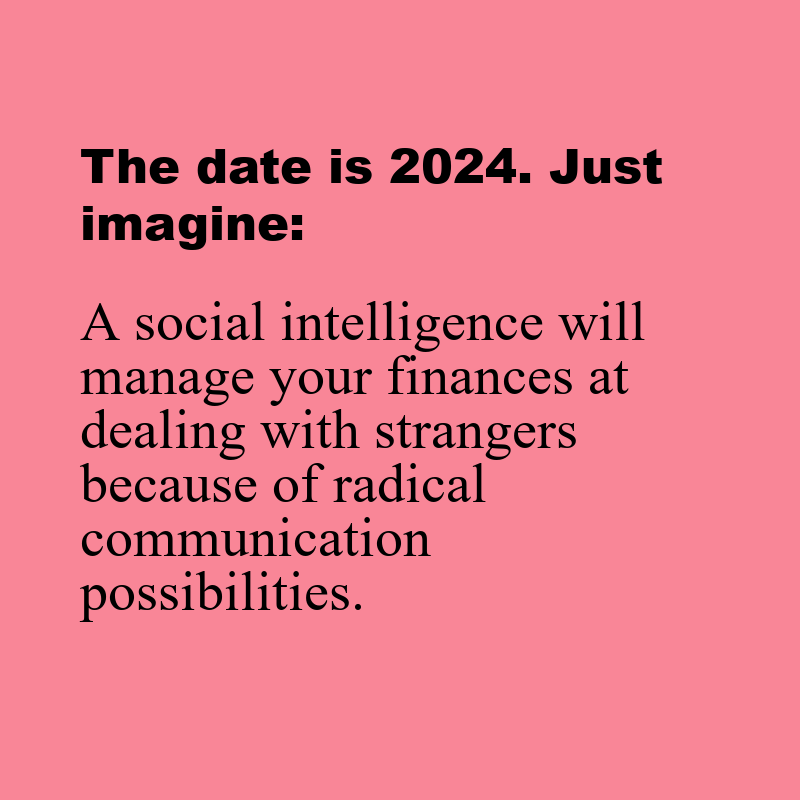 The date is 2024. Just
imagine:
A social intelligence will
manage your finances at
dealing with strangers
because of radical
communication
possibilities.